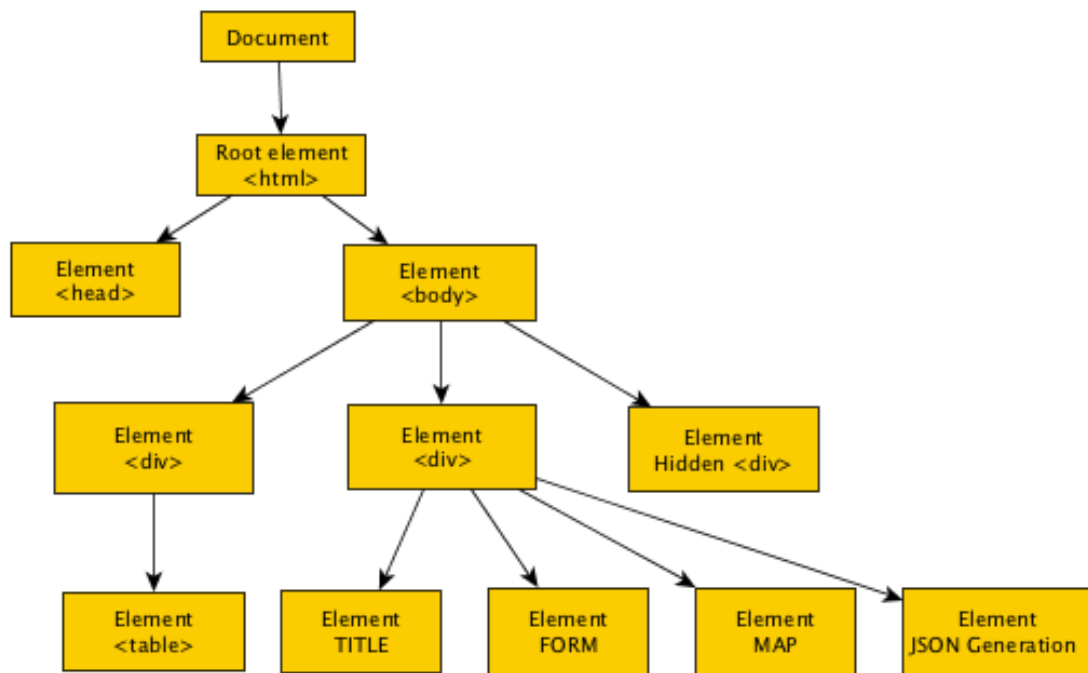 Document
Root element
<html>
Element
<head>
Element
<body>
Element
<div>
Element
<div>
Element
Hidden <div>
Element
<table>
Element
TITLE
Element
FORM
Element
MAP
Element
JSON Generation